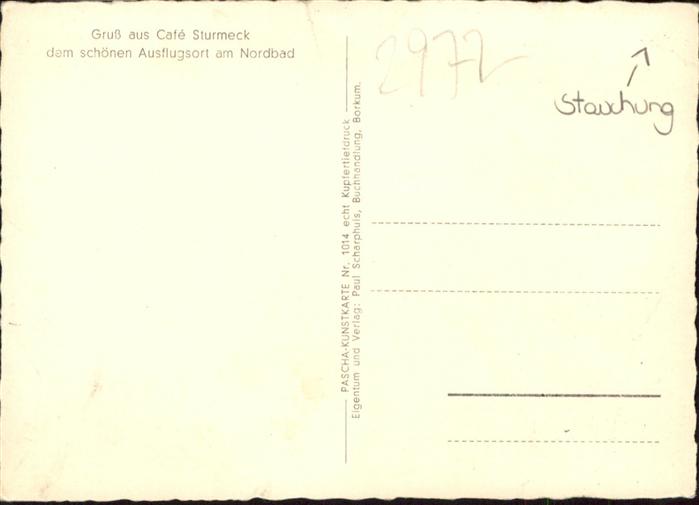 Gruß aus Café Sturmeck
dem schönen Ausflugsort am Nordbad
2972
Stauchung
PASCHA-KUNSTKARTE Nr. 1014 echt Kupfertiefdruck
Eigentum und Verlag: Paul Scharphuis, Buchhandlung, Borkum.